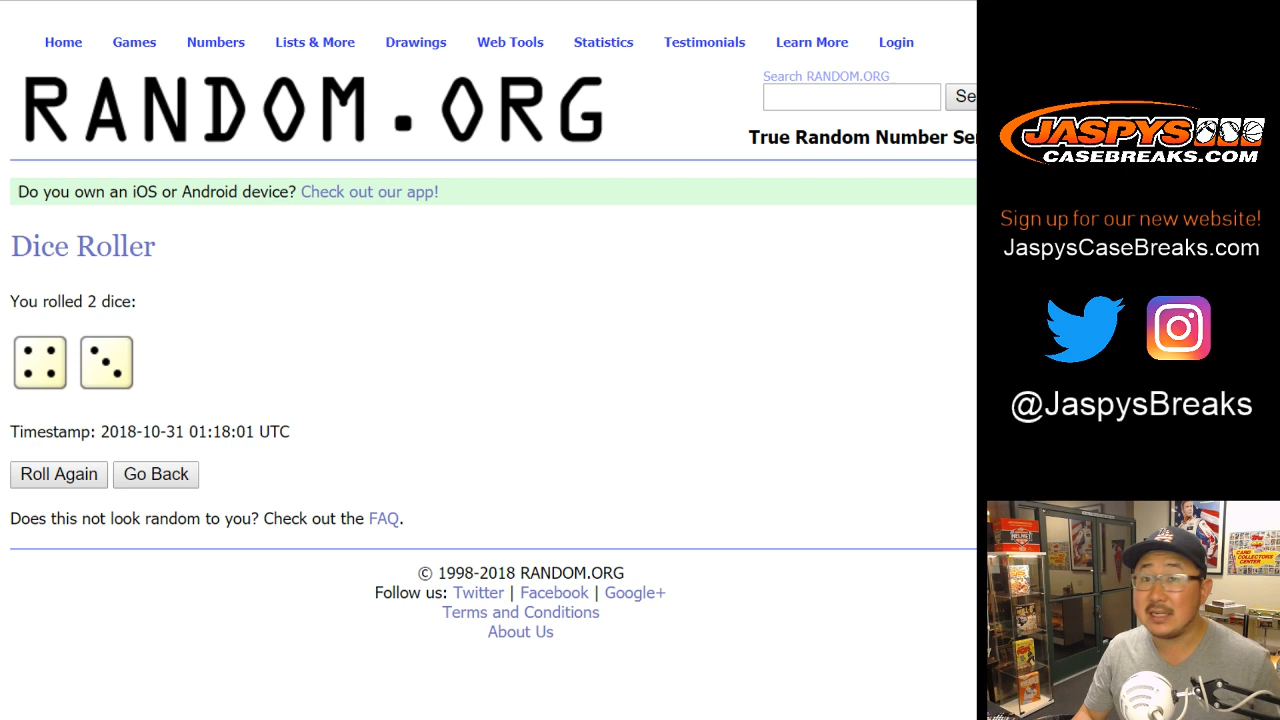 Home Games Numbers Lists & More Drawings Web Tools Statistics Testimonials Learn More Login
RANDOM.ORG
Search RANDOM.ORG
Se
True Random Number Ser
Do you own an iOS or Android device? Check out our app!
Dice Roller
You rolled 2 dice:
Timestamp: 2018-10-31 01:18:01 UTC
Roll Again Go Back
Does this not look random to you? Check out the FAQ.
© 1998-2018 RANDOM.ORG
Follow us: Twitter | Facebook | Google+
Terms and Conditions
About Us
JASPYS
CASEBREAKS.COM
Sign up for our new website!
JaspysCaseBreaks.com
@JaspysBreaks
CARD
COLLECTORS
CENTER